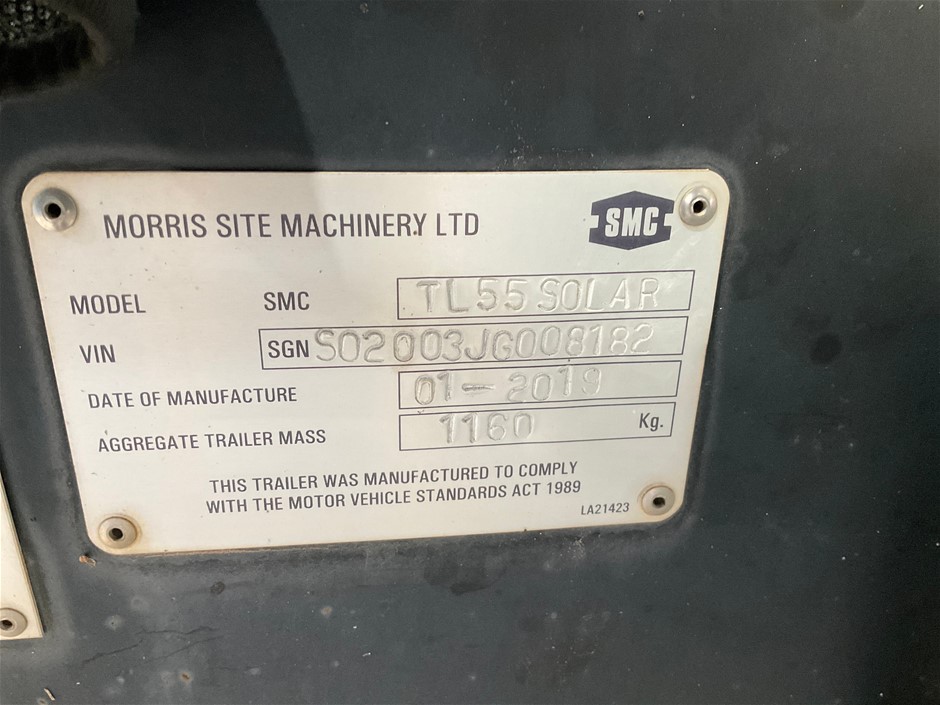 MORRIS SITE MACHINERY LTD
SMC
MODEL SMC TL55 SOLAR
VIN SGN S02003JG008182
DATE OF MANUFACTURE 01-2019
AGGREGATE TRAILER MASS 1160 Kg.
THIS TRAILER WAS MANUFACTURED TO COMPLY
WITH THE MOTOR VEHICLE STANDARDS ACT 1989
LA21423